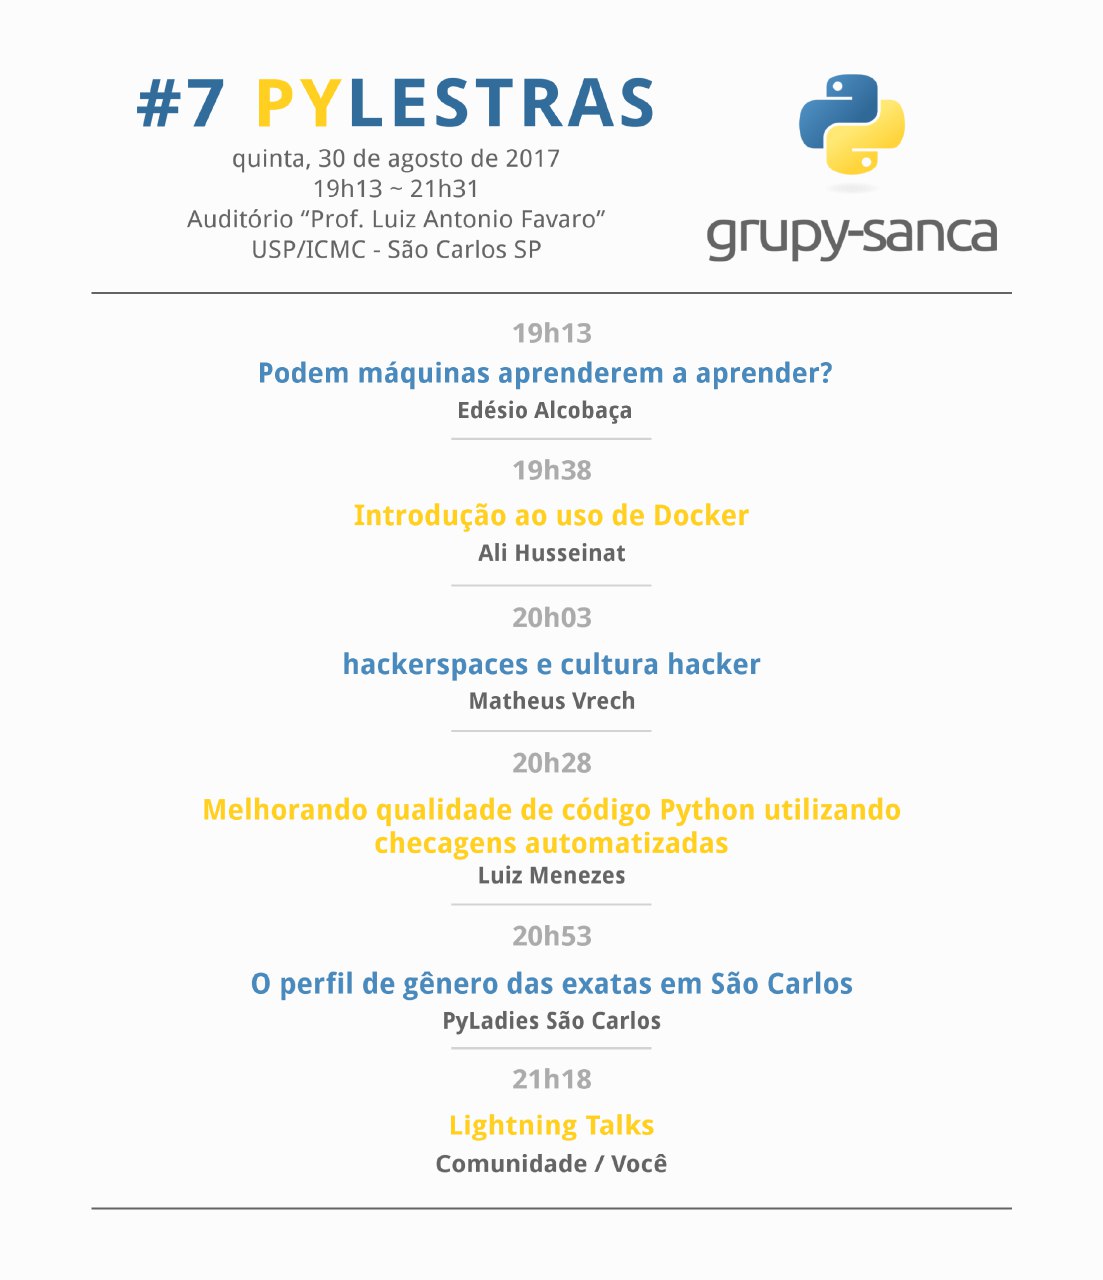 #7 PYLESTRAS
quinta, 30 de agosto de 2017
19h13 ~ 21h31
Auditório “Prof. Luiz Antonio Favaro”
USP/ICMC - São Carlos SP
grupy-sanca
19h13
Podem máquinas aprenderem a aprender?
Edésio Alcobaça
19h38
Introdução ao uso de Docker
Ali Husseinat
20h03
hackerspaces e cultura hacker
Matheus Vrech
20h28
Melhorando qualidade de código Python utilizando
checagens automatizadas
Luiz Menezes
20h53
O perfil de gênero das exatas em São Carlos
PyLadies São Carlos
21h18
Lightning Talks
Comunidade / Você